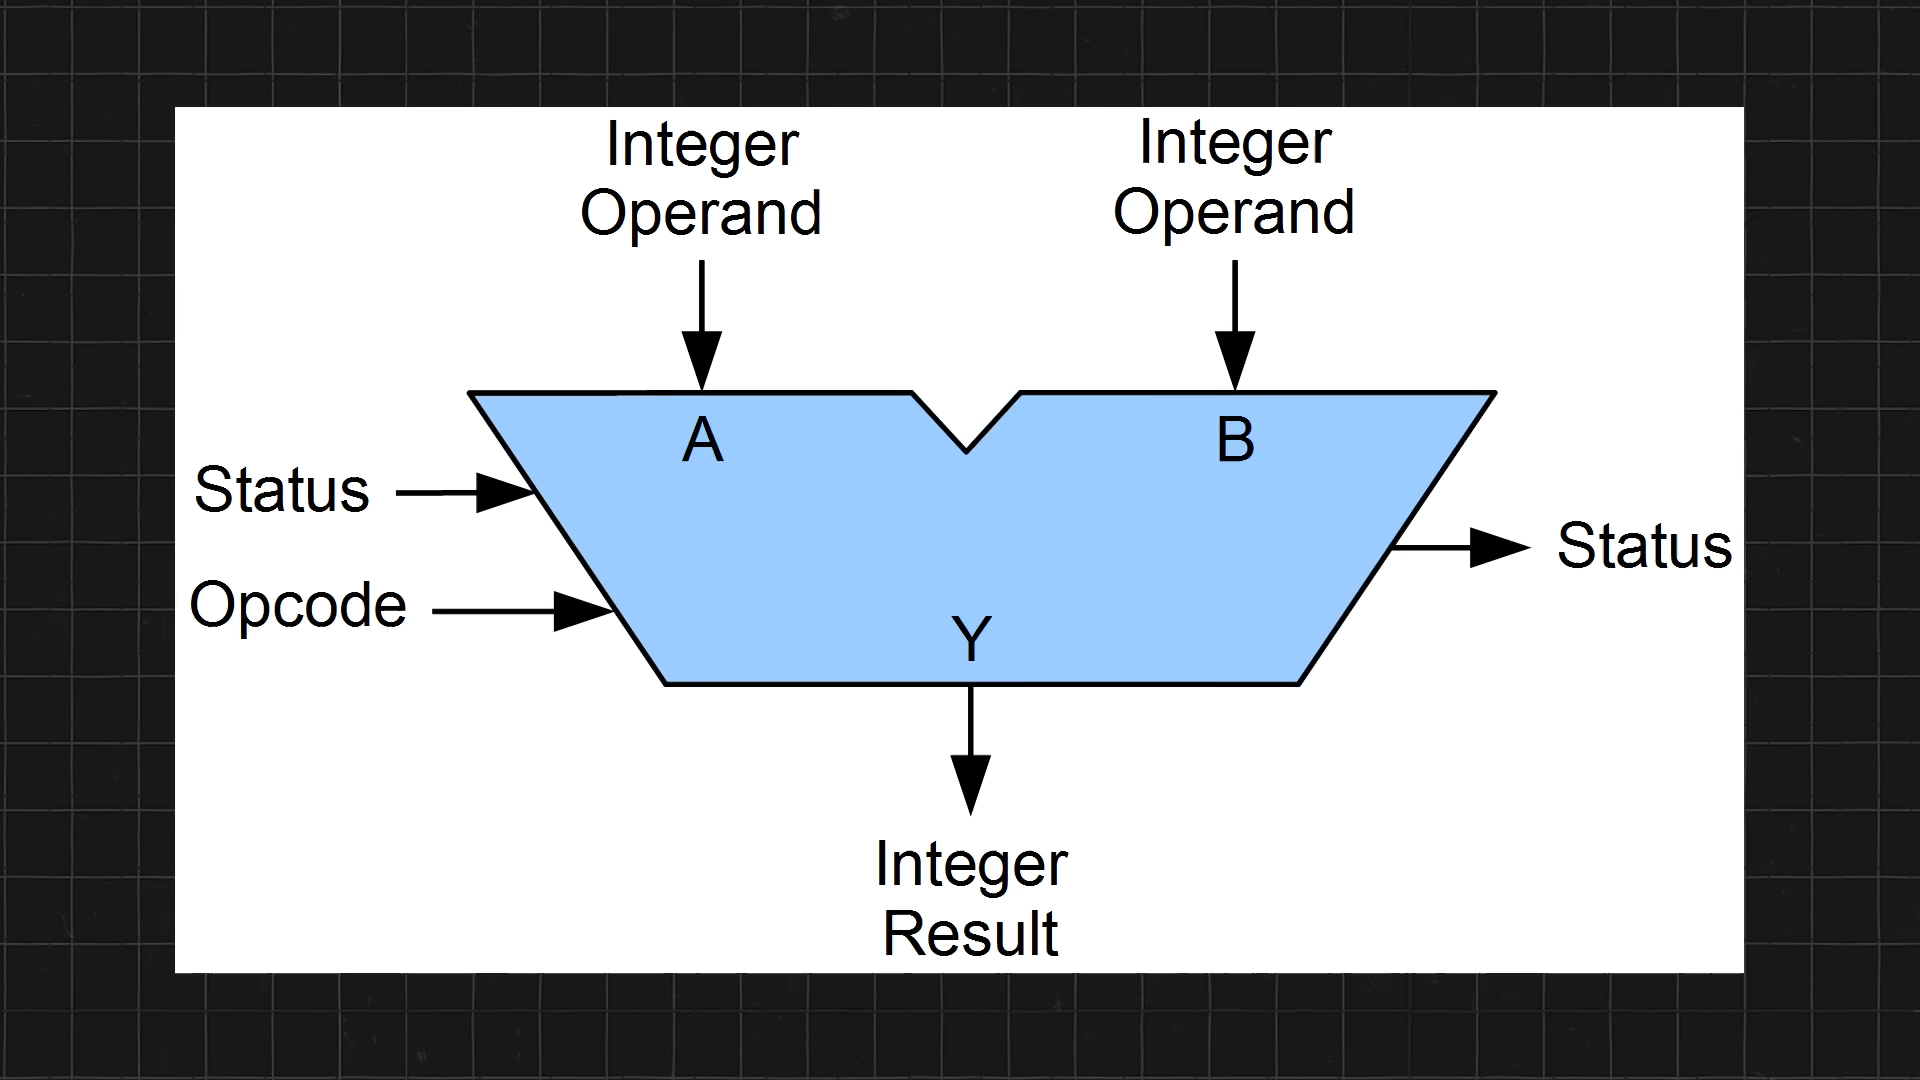 Integer
Operand
Integer
Operand
A
B
Status
Status
Opcode
Y
Integer
Result